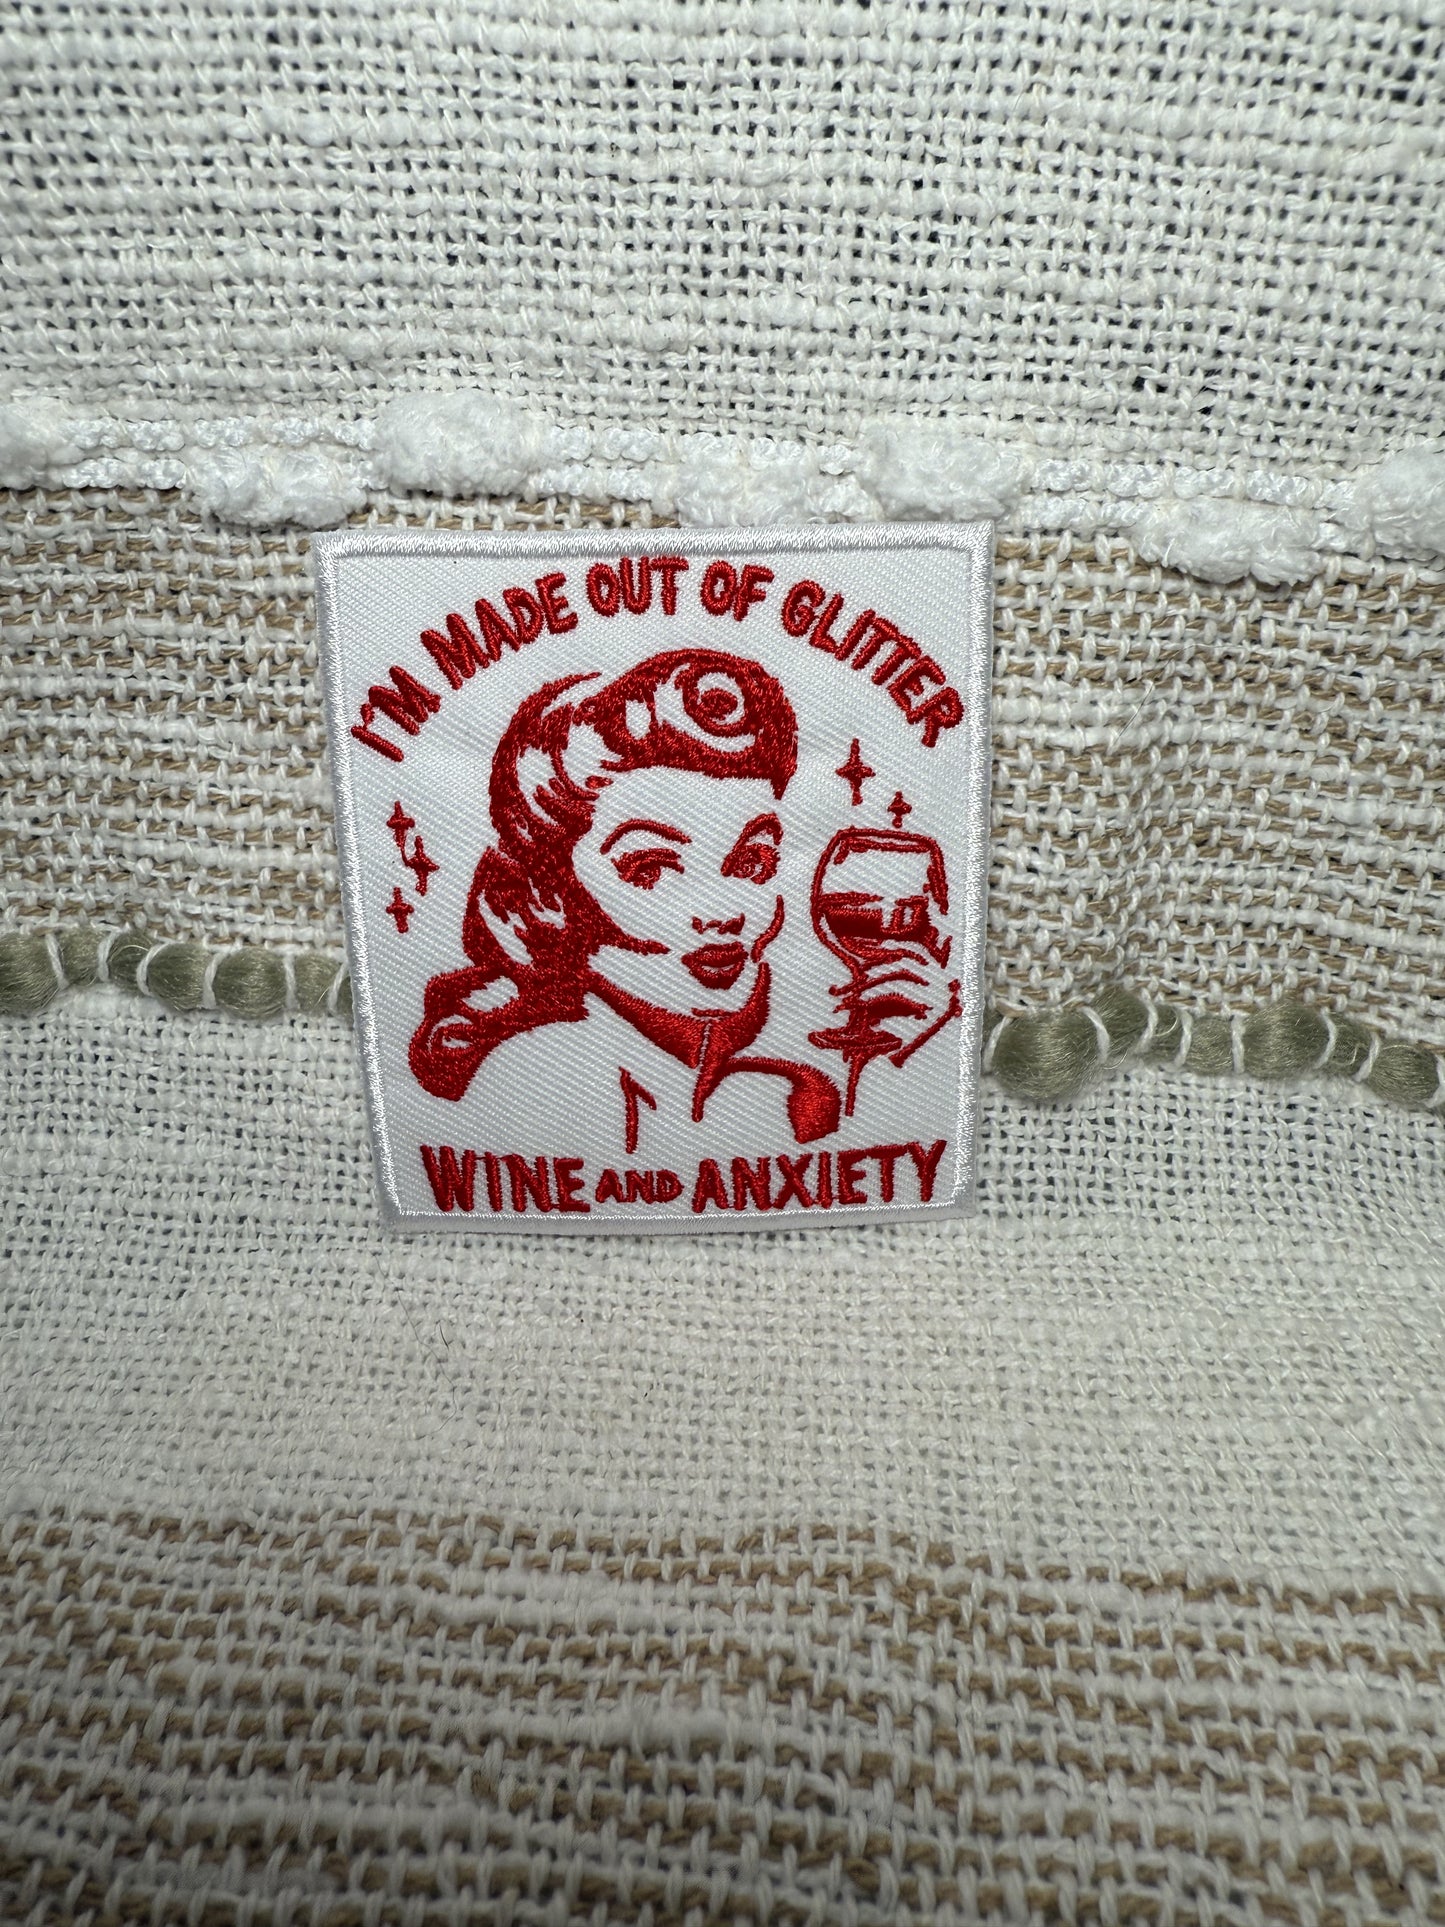 I'M MADE OUT OF GLITTER
WINE AND ANXIETY